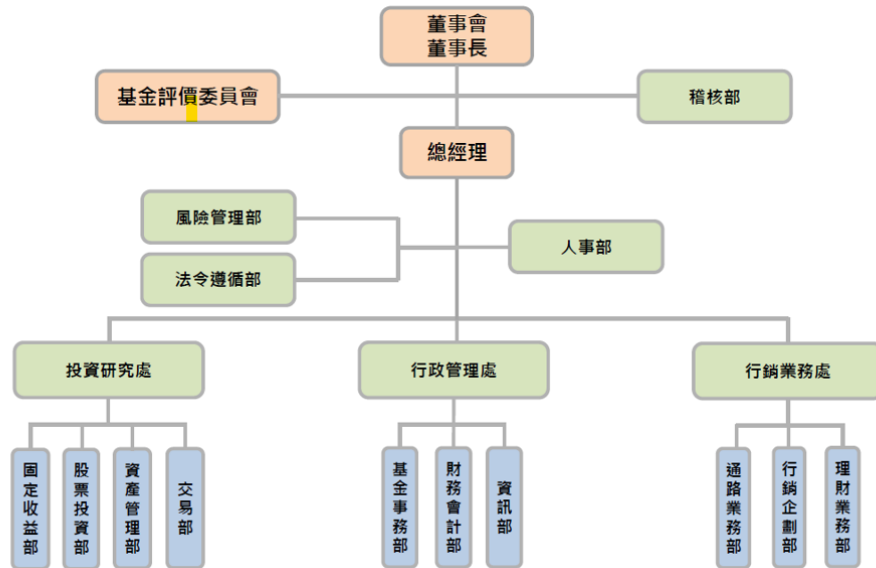 董事會
董事長
基金評價委員會
稽核部
總經理
風險管理部
人事部
法令遵循部
投資研究處
行政管理處
行銷業務處
固定收益部
股票投資部
資產管理部
交易部
基金事務部
財務會計部
資訊部
通路業務部
行銷企劃部
理財業務部